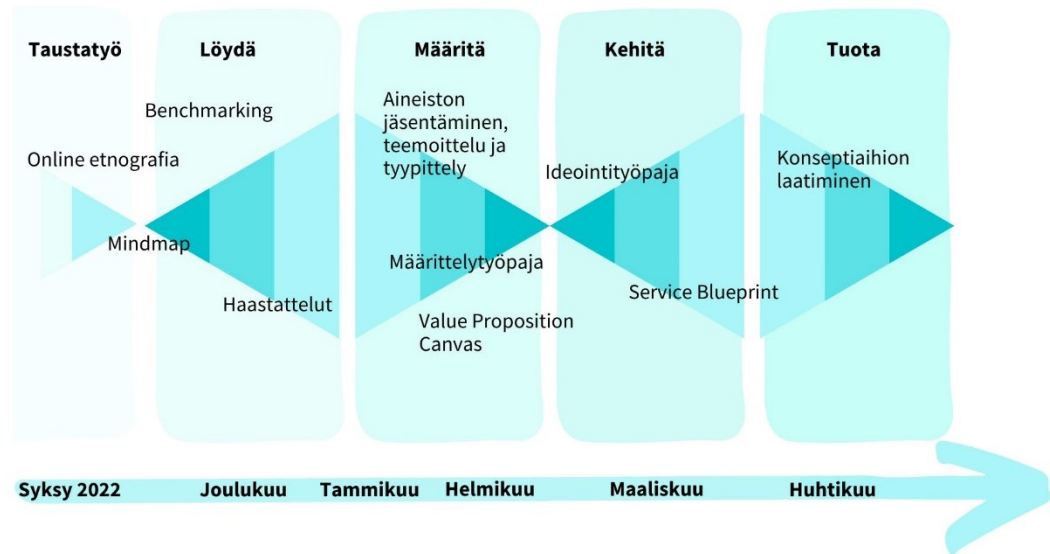 Taustatyö
Löydä
Määritä
Kehitä
Tuota
Online etnografia
Mindmap
Benchmarking
Haastattelut
Aineiston
jäsentäminen,
teemoittelu ja
tyypittely
Määrittelytyöpaja
Value Proposition
Canvas
Ideointityöpaja
Service Blueprint
Konseptiaihion
laatiminen
Syksy 2022
Joulukuu
Tammikuu
Helmikuu
Maaliskuu
Huhtikuu